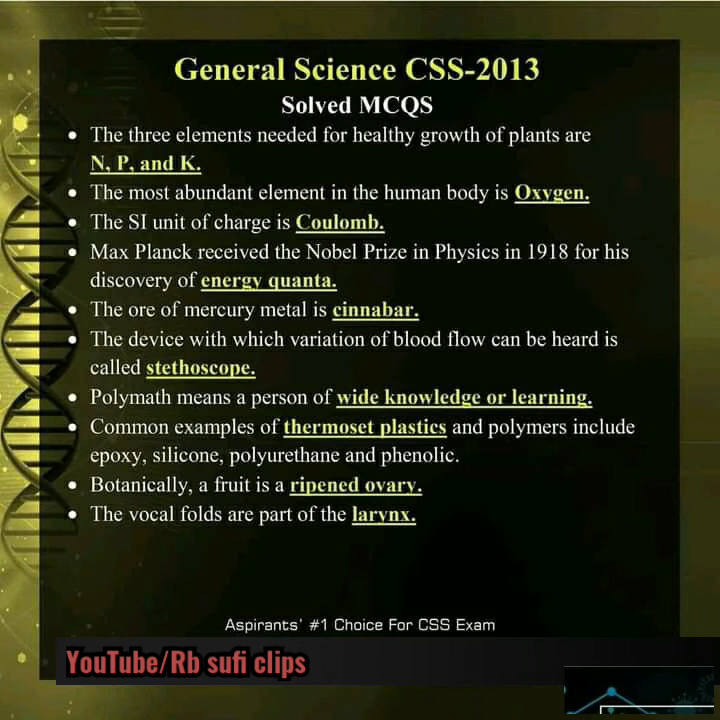 General Science CSS-2013
Solved MCQS
• The three elements needed for healthy growth of plants are
N, P, and K.
• The most abundant element in the human body is Oxygen.
• The SI unit of charge is Coulomb.
• Max Planck received the Nobel Prize in Physics in 1918 for his
discovery of energy quanta.
• The ore of mercury metal is cinnabar.
• The device with which variation of blood flow can be heard is
called stethoscope.
• Polymath means a person of wide knowledge or learning.
• Common examples of thermoset plastics and polymers include
epoxy, silicone, polyurethane and phenolic.
• Botanically, a fruit is a ripened ovary.
• The vocal folds are part of the larynx.
Aspirants' #1 Choice For CSS Exam
YouTube/Rb sufi clips